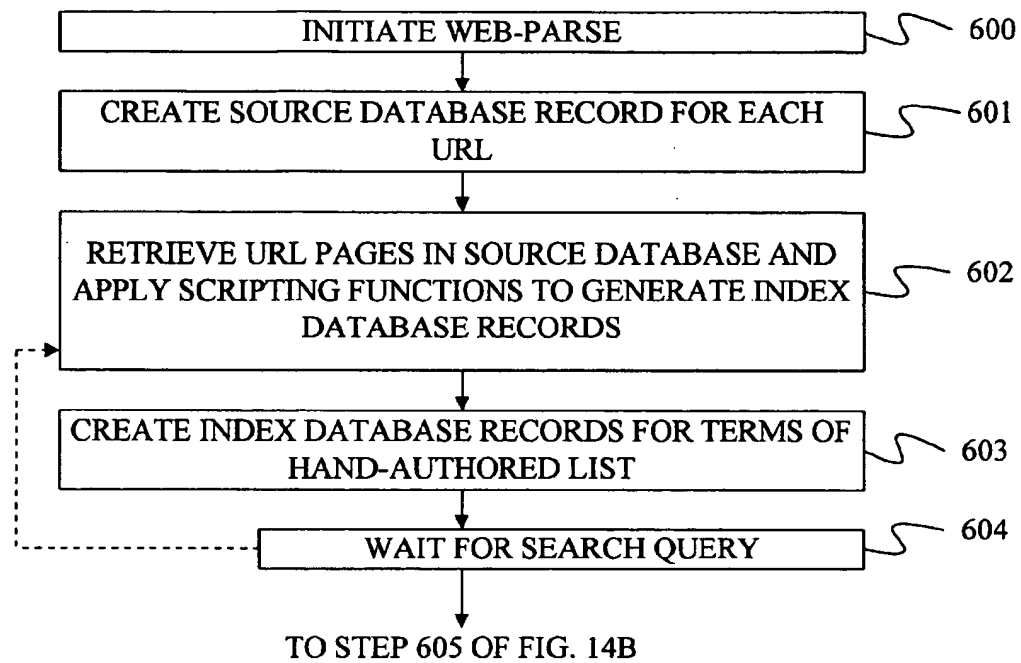 INITIATE WEB-PARSE
600
CREATE SOURCE DATABASE RECORD FOR EACH
URL
601
RETRIEVE URL PAGES IN SOURCE DATABASE AND
APPLY SCRIPTING FUNCTIONS TO GENERATE INDEX
DATABASE RECORDS
602
CREATE INDEX DATABASE RECORDS FOR TERMS OF
HAND-AUTHORED LIST
603
WAIT FOR SEARCH QUERY
604
TO STEP 605 OF FIG. 14B